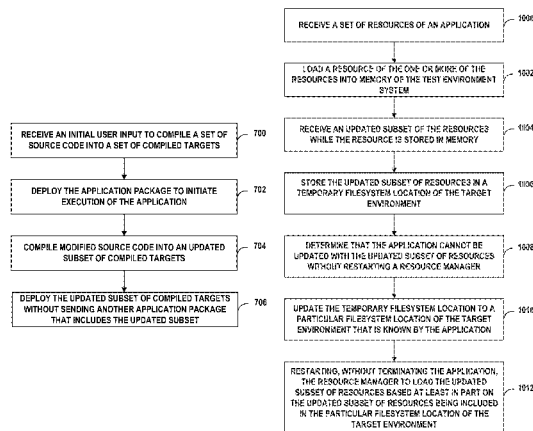 RECEIVE AN INITIAL USER INPUT TO COMPILE A SET OF
SOURCE CODE INTO A SET OF COMPILED TARGETS
700
DEPLOY THE APPLICATION PACKAGE TO INITIATE
EXECUTION OF THE APPLICATION
702
COMPILE MODIFIED SOURCE CODE INTO AN UPDATED
SUBSET OF COMPILED TARGETS
704
DEPLOY THE UPDATED SUBSET OF COMPILED TARGETS
WITHOUT SENDING ANOTHER APPLICATION PACKAGE
THAT INCLUDES THE UPDATED SUBSET
706
RECEIVE A SET OF RESOURCES OF AN APPLICATION
LOAD A RESOURCE OF THE ONE OR MORE OF THE
RESOURCES INTO MEMORY OF THE TEST ENVIRONMENT
SYSTEM
RECEIVE AN UPDATED SUBSET OF THE RESOURCES
WHILE THE RESOURCE IS STORED IN MEMORY
STORE THE UPDATED SUBSET OF RESOURCES IN A
TEMPORARY FILESYSTEM LOCATION OF THE TARGET
ENVIRONMENT
DETERMINE THAT THE APPLICATION CANNOT BE
UPDATED WITH THE UPDATED SUBSET OF RESOURCES
WITHOUT RESTARTING A RESOURCE MANAGER
UPDATE THE TEMPORARY FILESYSTEM LOCATION TO A
PARTICULAR FILESYSTEM LOCATION OF THE TARGET
ENVIRONMENT THAT IS KNOWN BY THE APPLICATION
RESTARTING, WITHOUT TERMINATING THE APPLICATION,
THE RESOURCE MANAGER TO LOAD THE UPDATED
SUBSET OF RESOURCES BASED AT LEAST IN PART ON
THE UPDATED SUBSET OF RESOURCES BEING INCLUDED
IN THE PARTICULAR FILESYSTEM LOCATION OF THE
TARGET ENVIRONMENT